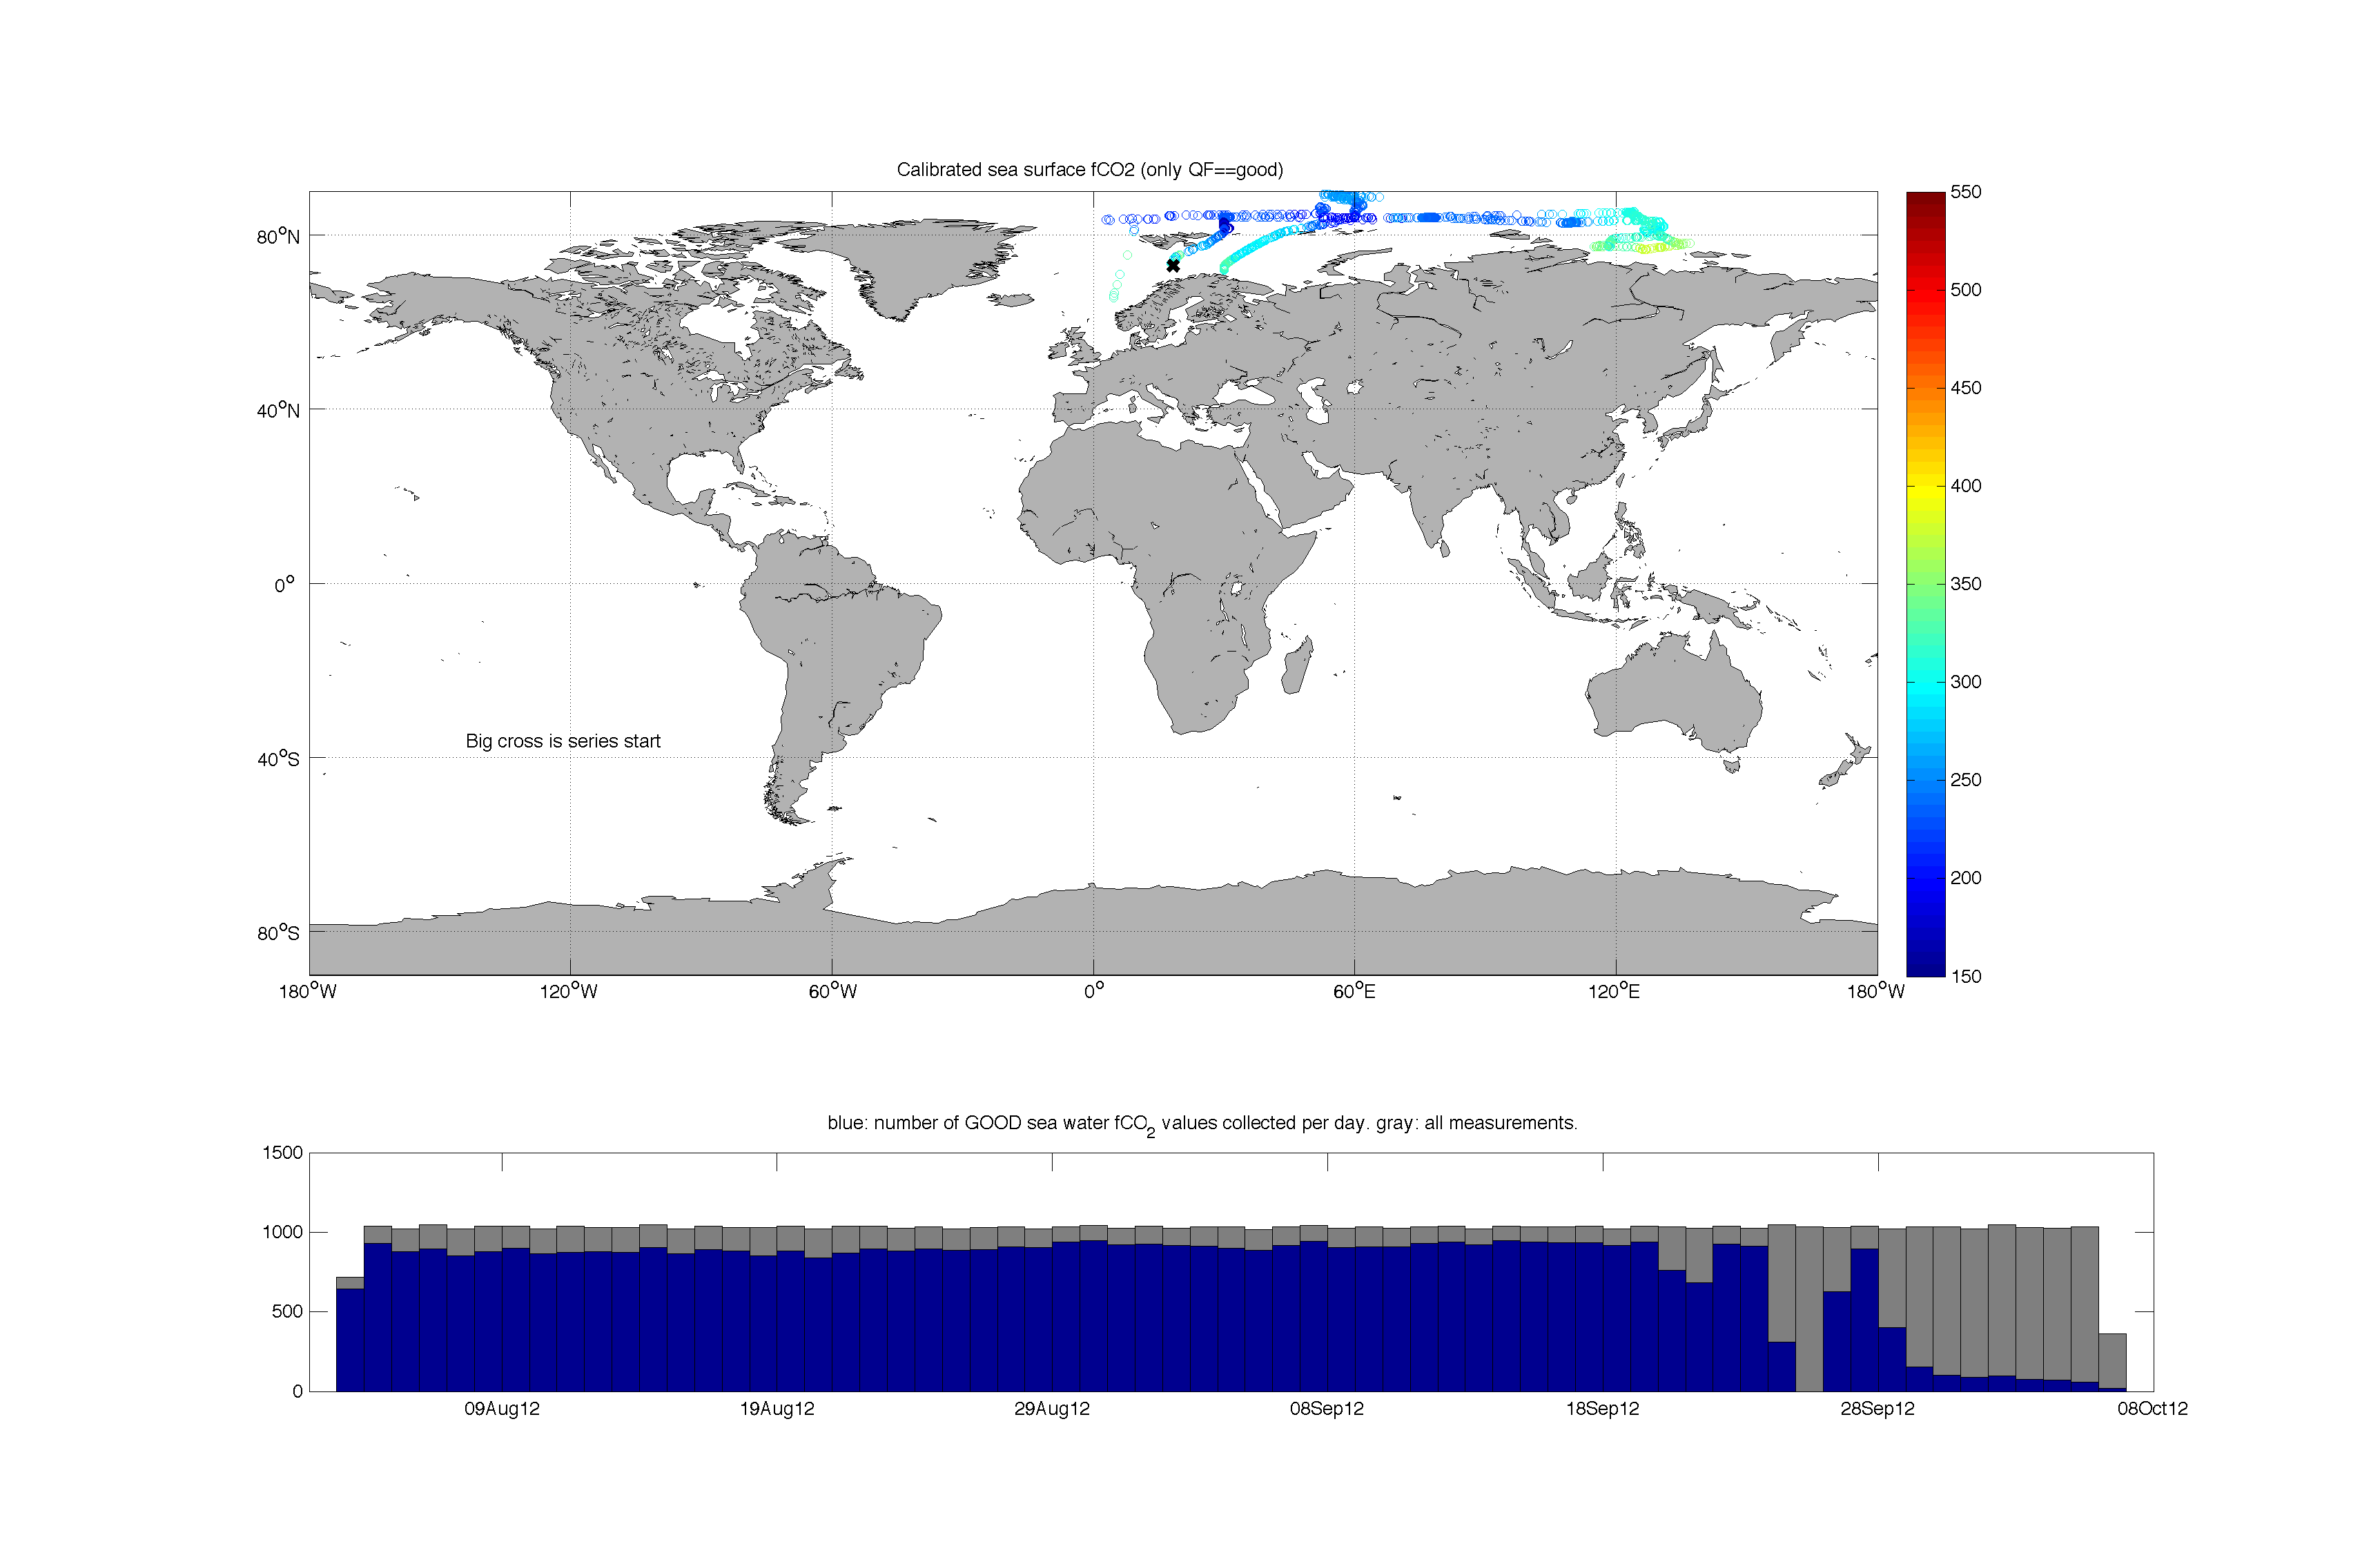 Calibrated sea surface fCO2 (only QF==good)
80°N
40°N
0°
40°S
80°S
Big cross is series start
180°W
120°W
60°W
0°
60°E
120°E
180°W
550
500
450
400
350
300
250
200
150
blue: number of GOOD sea water fCO₂ values collected per day. gray: all measurements.
1500
1000
500
0
09Aug12
19Aug12
29Aug12
08Sep12
18Sep12
28Sep12
08Oct12